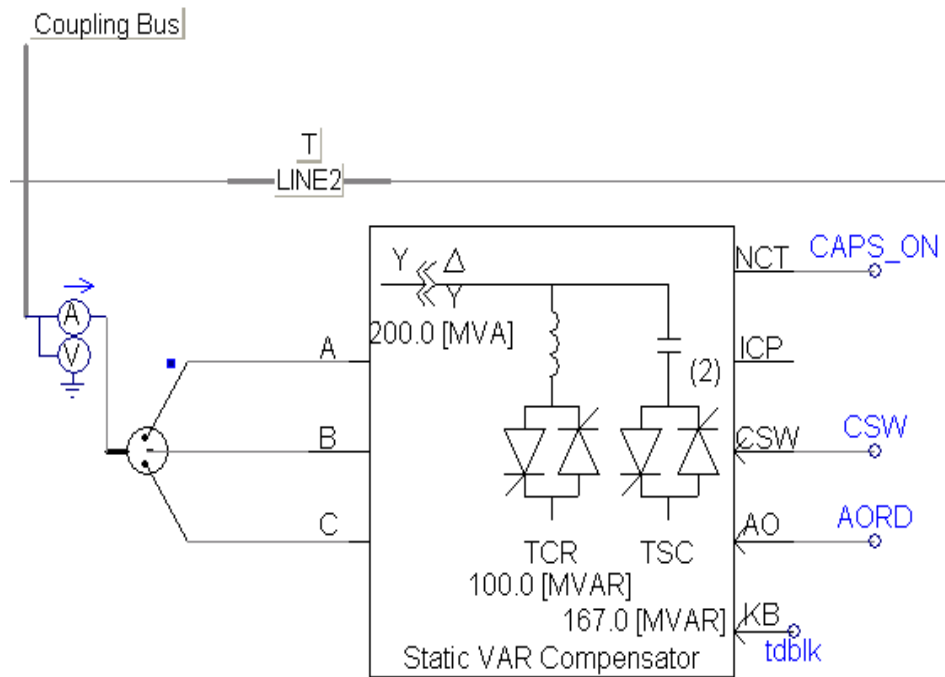 Coupling Bus
T
LINE2
Y Δ
Y
200.0 [MVA]
NCT
CAPS_ON
A
ICP
(2)
A
V
B
CSW
CSW
C
AO
AORD
TCR
TSC
100.0 [MVAR]
167.0 [MVAR]
KB
tdblk
Static VAR Compensator